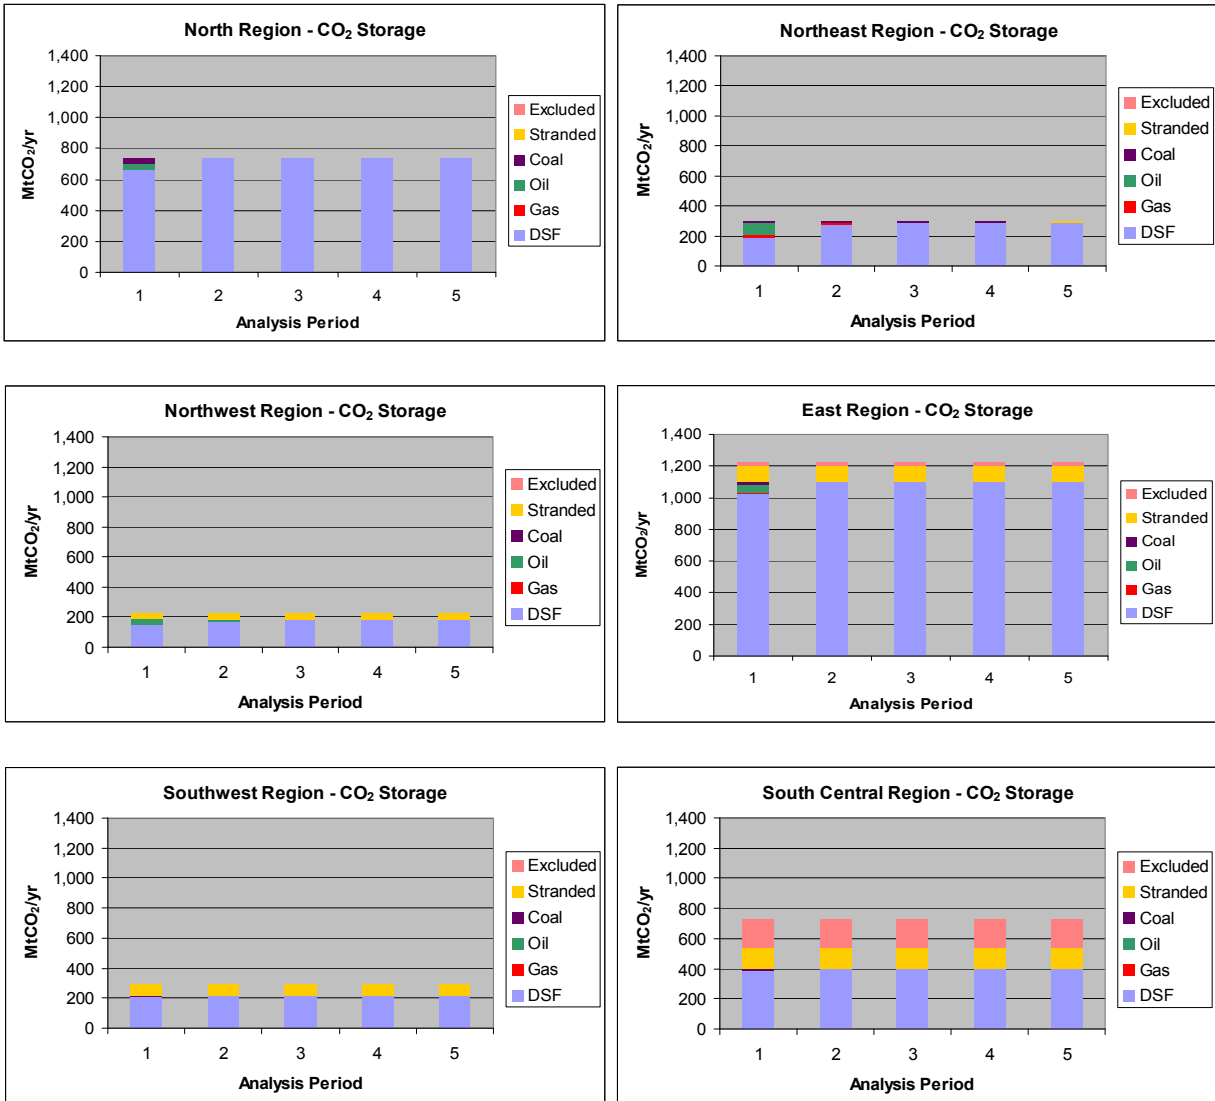 North Region - CO₂ Storage
1,400
1,200
1,000
800
600
400
200
0
MtCO₂/yr
1 2 3 4 5
Analysis Period
Excluded
Stranded
Coal
Oil
Gas
DSF
Northeast Region - CO₂ Storage
1,400
1,200
1,000
800
600
400
200
0
MtCO₂/yr
1 2 3 4 5
Analysis Period
Excluded
Stranded
Coal
Oil
Gas
DSF
Northwest Region - CO₂ Storage
1,400
1,200
1,000
800
600
400
200
0
MtCO₂/yr
1 2 3 4 5
Analysis Period
Excluded
Stranded
Coal
Oil
Gas
DSF
East Region - CO₂ Storage
1,400
1,200
1,000
800
600
400
200
0
MtCO₂/yr
1 2 3 4 5
Analysis Period
Excluded
Stranded
Coal
Oil
Gas
DSF
Southwest Region - CO₂ Storage
1,400
1,200
1,000
800
600
400
200
0
MtCO₂/yr
1 2 3 4 5
Analysis Period
Excluded
Stranded
Coal
Oil
Gas
DSF
South Central Region - CO₂ Storage
1,400
1,200
1,000
800
600
400
200
0
MtCO₂/yr
1 2 3 4 5
Analysis Period
Excluded
Stranded
Coal
Oil
Gas
DSF